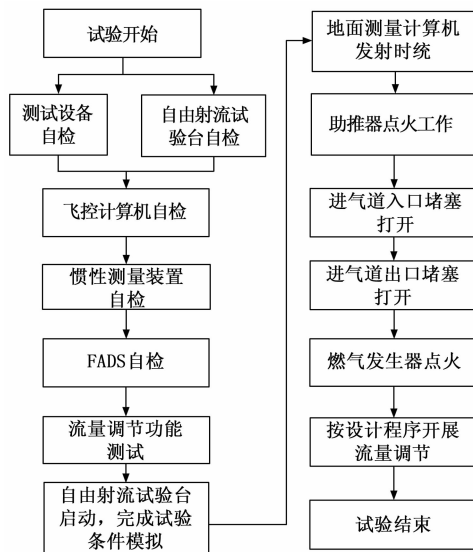 试验开始
测试设备
自检
自由射流试
验台自检
飞控计算机自检
惯性测量装置
自检
FADS自检
流量调节功能
测试
自由射流试验台
启动，完成试验
条件模拟
地面测量计算机
发射时统
助推器点火工作
进气道入口堵塞
打开
进气道出口堵塞
打开
燃气发生器点火
按设计程序开展
流量调节
试验结束